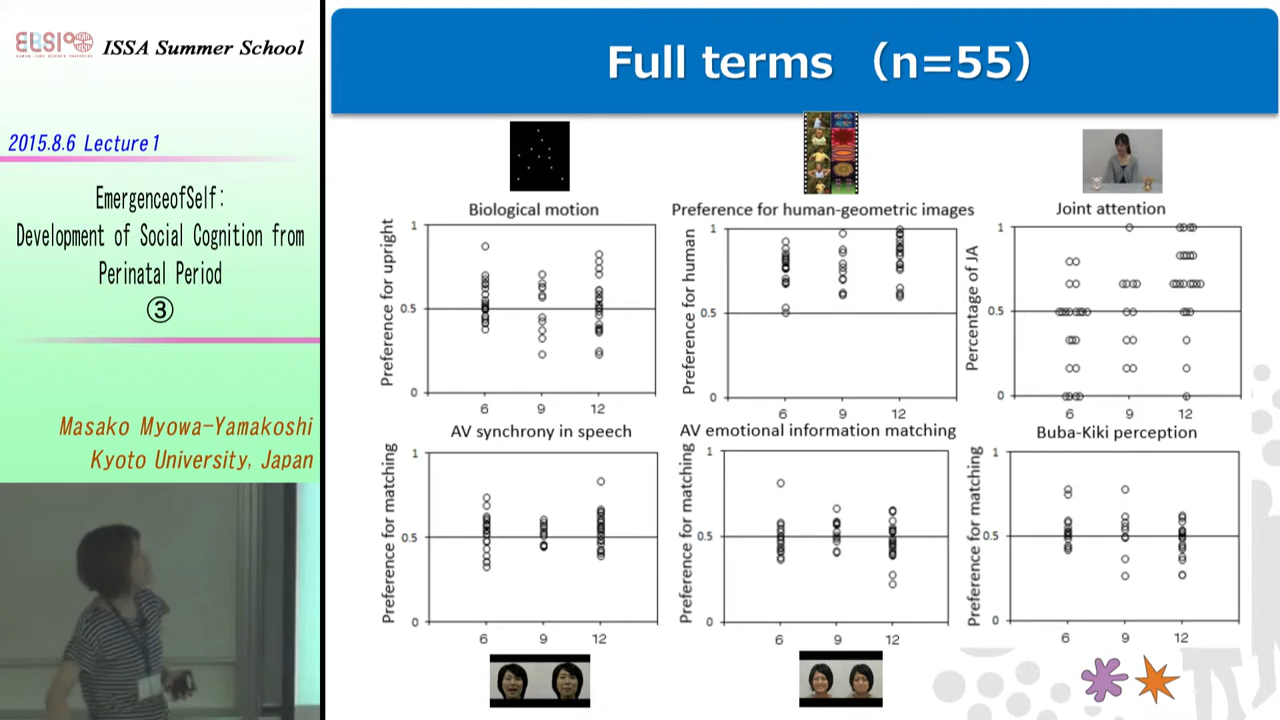 ELSI
EARTH-LIFE SCIENCE INSTITUTE
ISSA Summer School
2015.8.6 Lecture1
EmergenceofSelf:
Development of Social Cognition from
Perinatal Period
③
Masako Myowa-Yamakoshi
Kyoto University, Japan
Full terms （n=55）
Biological motion
Preference for upright
1
0.5
0
6
9
12
Preference for human-geometric images
Preference for human
1
0.5
0
6
9
12
Joint attention
Percentage of JA
1
0.5
0
6
9
12
AV synchrony in speech
Preference for matching
1
0.5
0
6
9
12
AV emotional information matching
Preference for matching
1
0.5
0
6
9
12
Buba-Kiki perception
Preference for matching
1
0.5
0
6
9
12